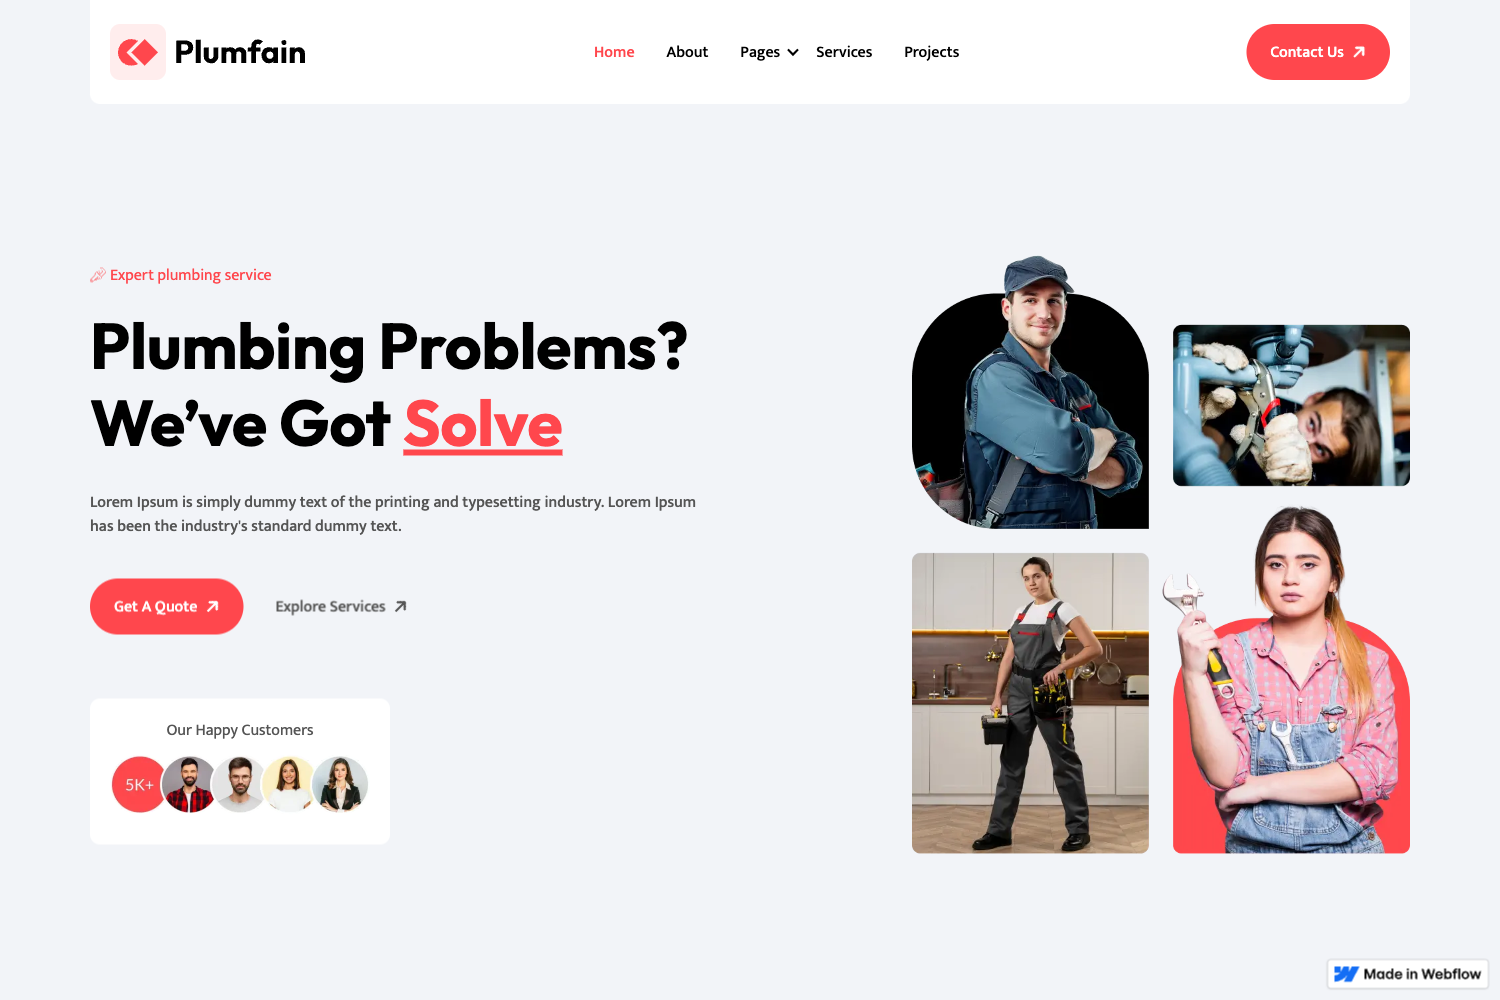 Plumfain
Home
About
Pages
Services
Projects
Contact Us
Expert plumbing service
Plumbing Problems?
We’ve Got Solve
Lorem Ipsum is simply dummy text of the printing and typesetting industry. Lorem Ipsum
has been the industry's standard dummy text.
Get A Quote
Explore Services
Our Happy Customers
5K+
Made in Webflow